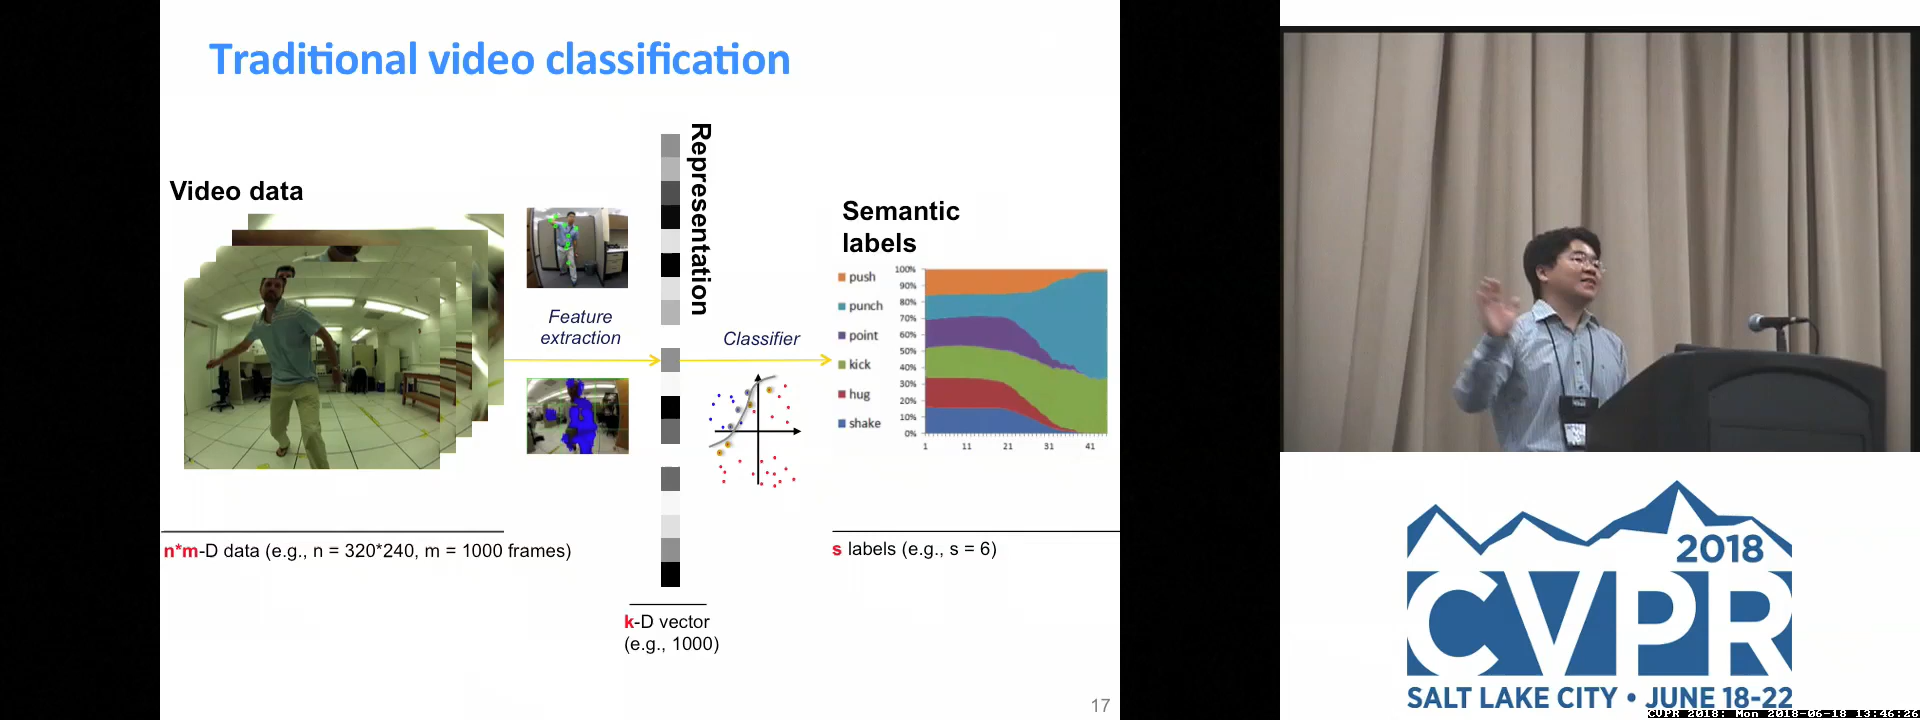 Traditional video classification
Video data
Representation
Semantic
labels
Feature
extraction
Classifier
push
punch
point
kick
hug
shake
100%
90%
80%
70%
60%
50%
40%
30%
20%
10%
0%
1 11 21 31 41
n*m-D data (e.g., n = 320*240, m = 1000 frames)
s labels (e.g., s = 6)
k-D vector
(e.g., 1000)
17
2018
CVPR
SALT LAKE CITY • JUNE 18-22
CVPR 2018: Mon 2018-06-18 13:46:26